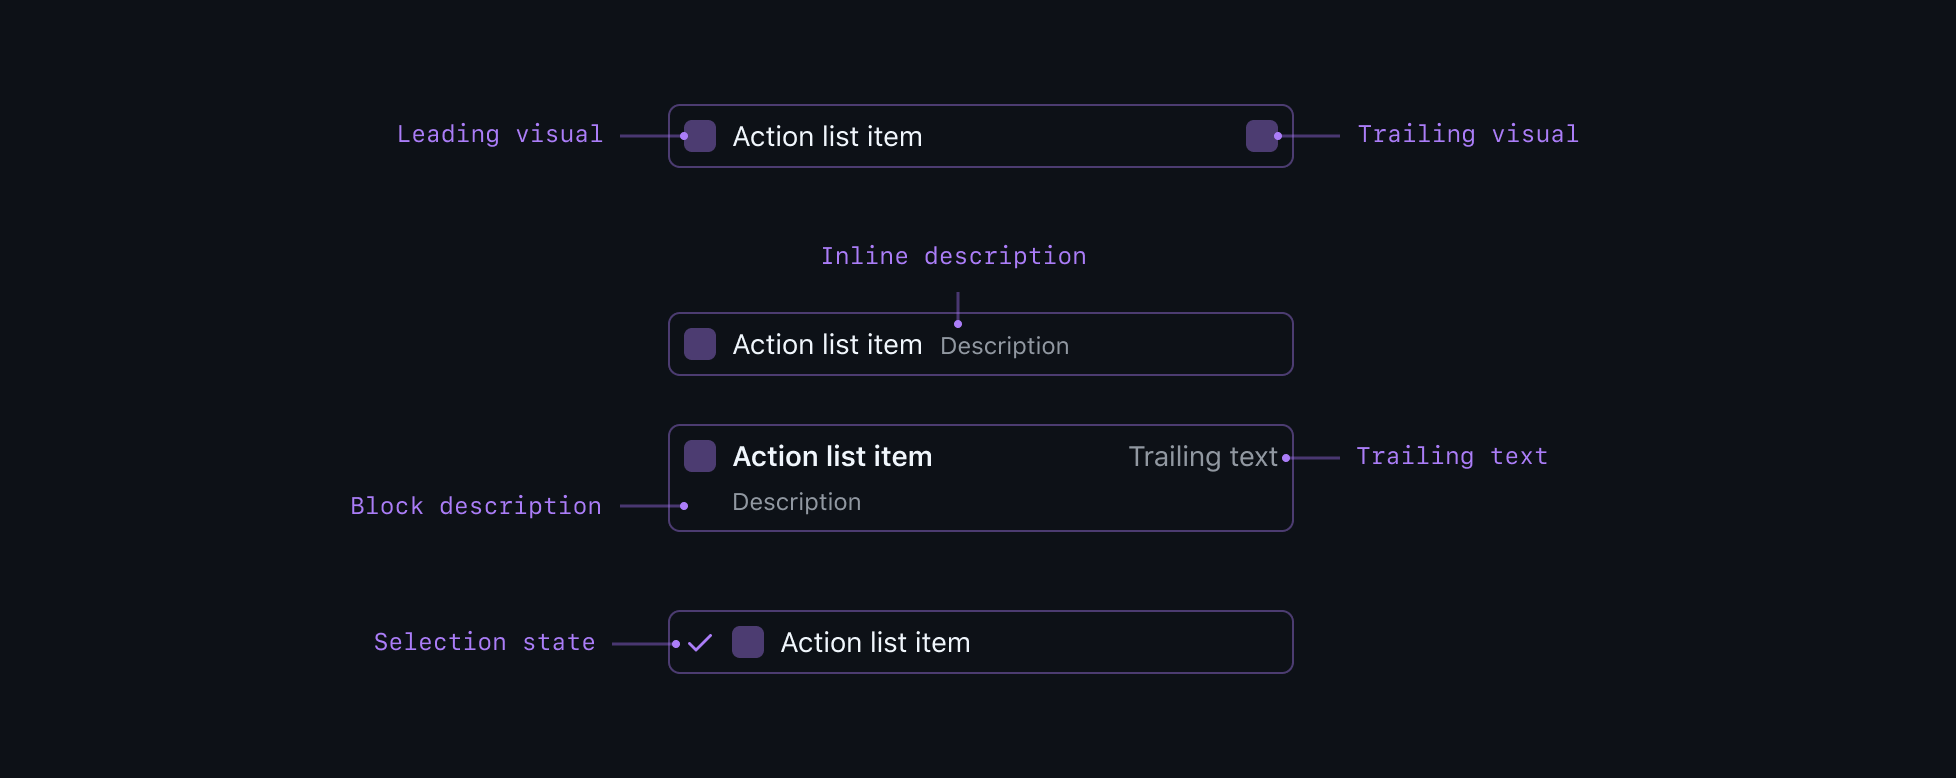 Leading visual Action list item Trailing visual
Inline description
Action list item Description
Action list item Trailing text Trailing text
Block description Description
Selection state Action list item